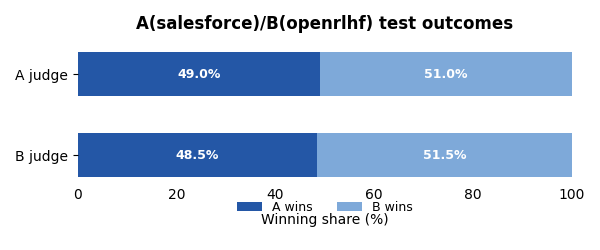 A(salesforce)/B(openrlhf) test outcomes
A judge 49.0% 51.0%
B judge 48.5% 51.5%
0 20 40 60 80 100
A wins B wins
Winning share (%)